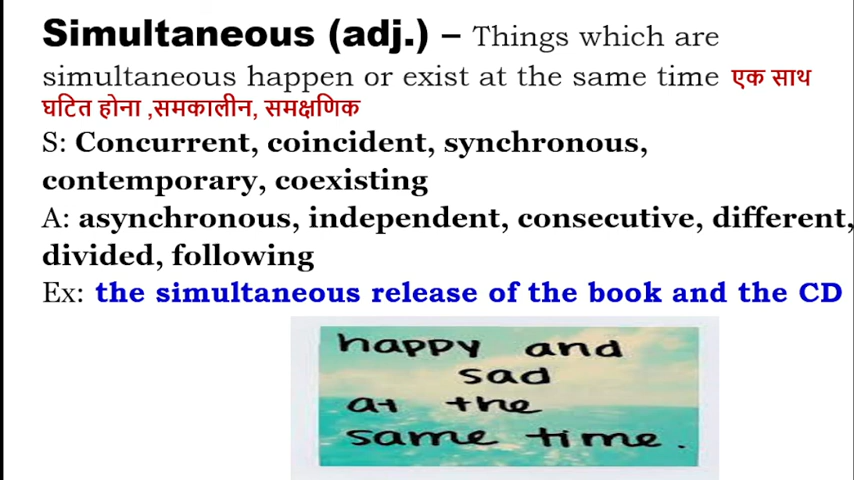 Simultaneous (adj.) – Things which are
simultaneous happen or exist at the same time एक साथ
घटित होना ,समकालीन, समक्षणिक
S: Concurrent, coincident, synchronous,
contemporary, coexisting
A: asynchronous, independent, consecutive, different,
divided, following
Ex: the simultaneous release of the book and the CD
happy and
sad
at the
same time.